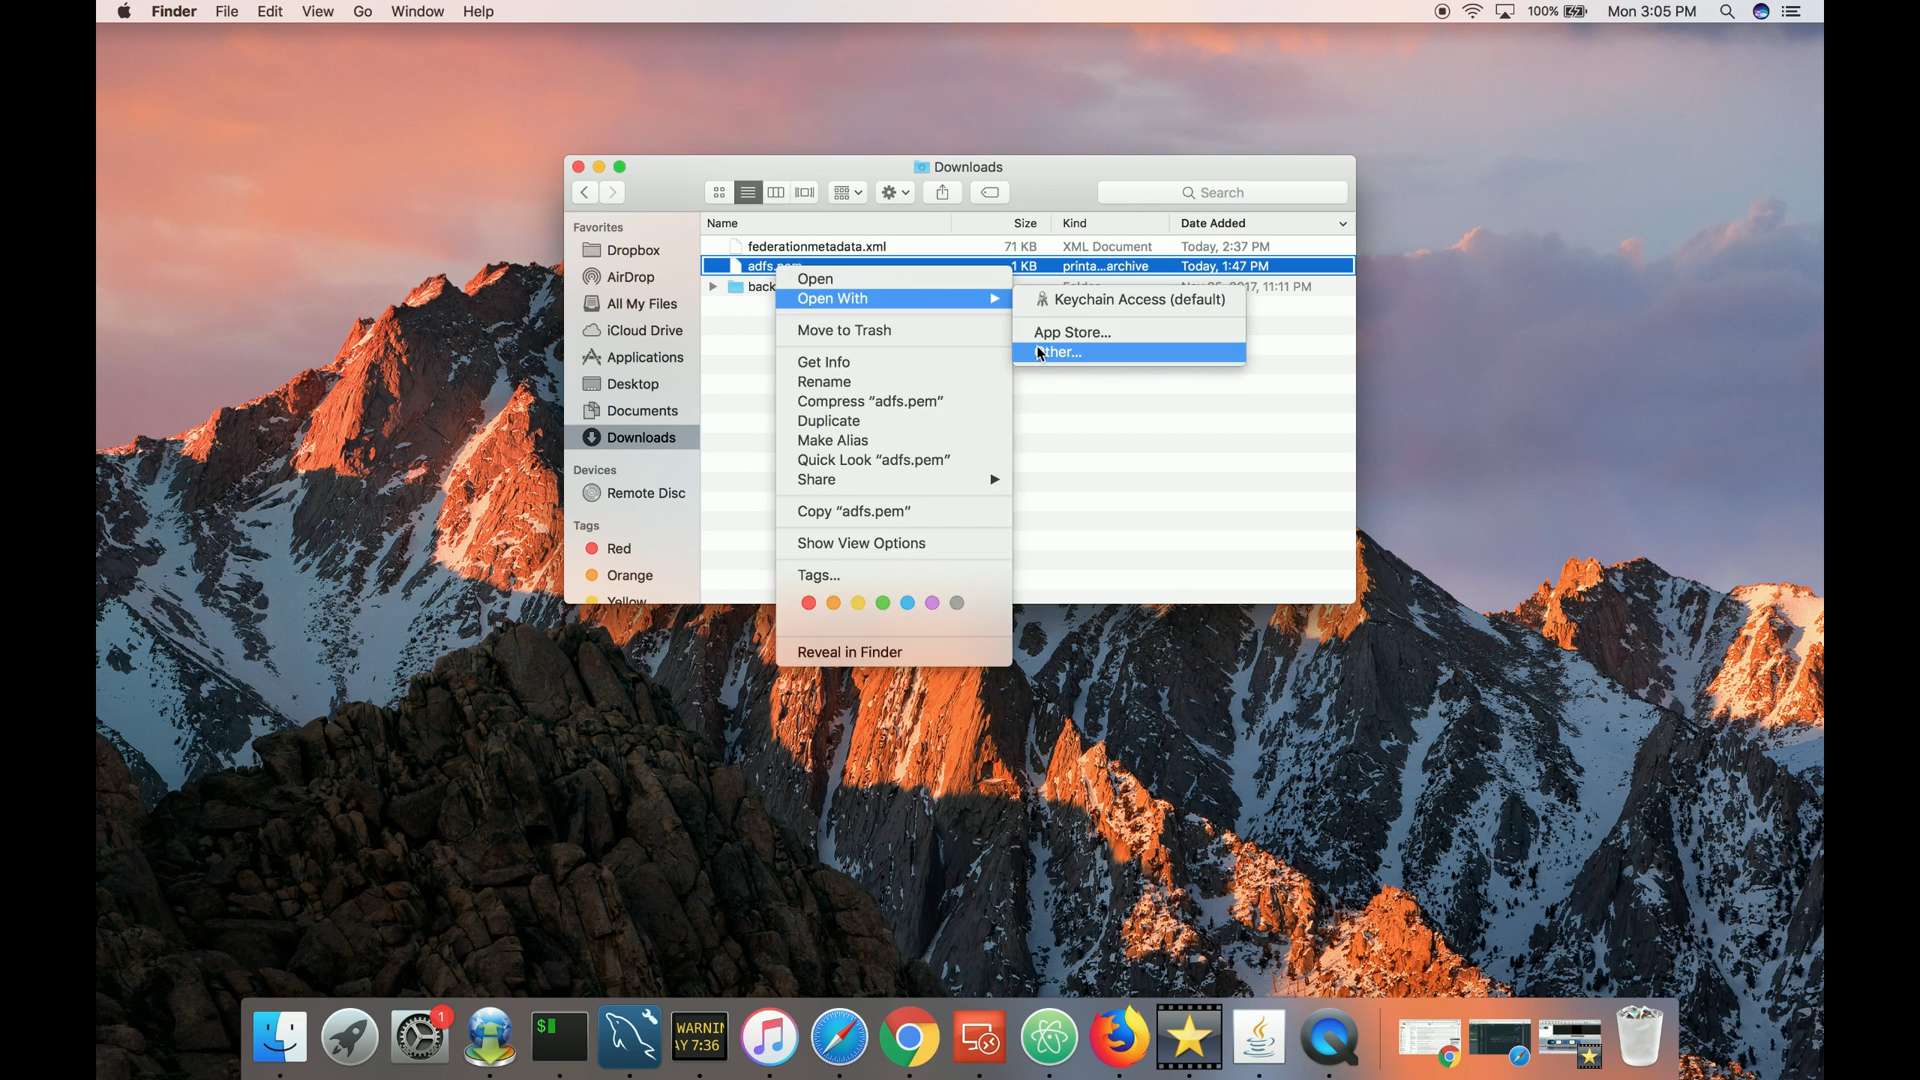 Finder File Edit View Go Window Help
100% Mon 3:05 PM
Downloads
Search
Favorites
Dropbox
AirDrop
All My Files
iCloud Drive
Applications
Desktop
Documents
Downloads
Devices
Remote Disc
Tags
Red
Orange
Yellow
Name Size Kind Date Added
federationmetadata.xml 71 KB XML Document Today, 2:37 PM
1 KB printa...archive Today, 1:47 PM
back 2017, 11:11 PM
Open
Open With
Move to Trash
Get Info
Rename
Compress “adfs.pem”
Duplicate
Make Alias
Quick Look “adfs.pem”
Share
Copy “adfs.pem”
Show View Options
Tags...
Reveal in Finder
Keychain Access (default)
App Store...
Other...
1
$
WARNIN
AY 7:36